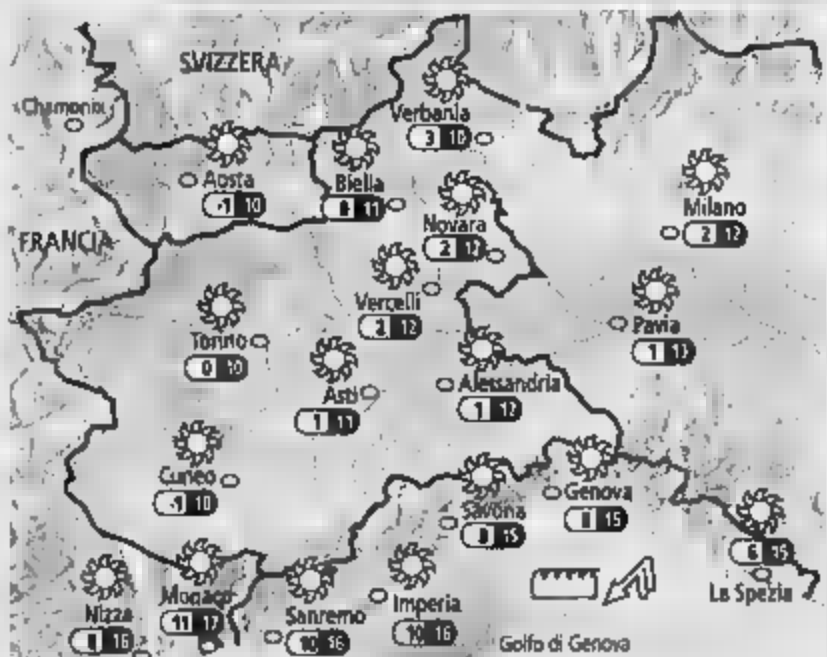 SVIZZERA
Chamonix
Verbania
3 10
Aosta
-1 10
Biella
11
Milano
2 12
Novara
2 12
FRANCIA
Vercelli
2 12
Torino
0 10
Pavia
1 13
Asti
1 11
Alessandria
1 12
Cuneo
-1 10
Savona
15
Genova
15
La Spezia
6
Monaco
11 17
Nizza
16
Sanremo
10 16
Imperia
10 16
Golfo di Genova